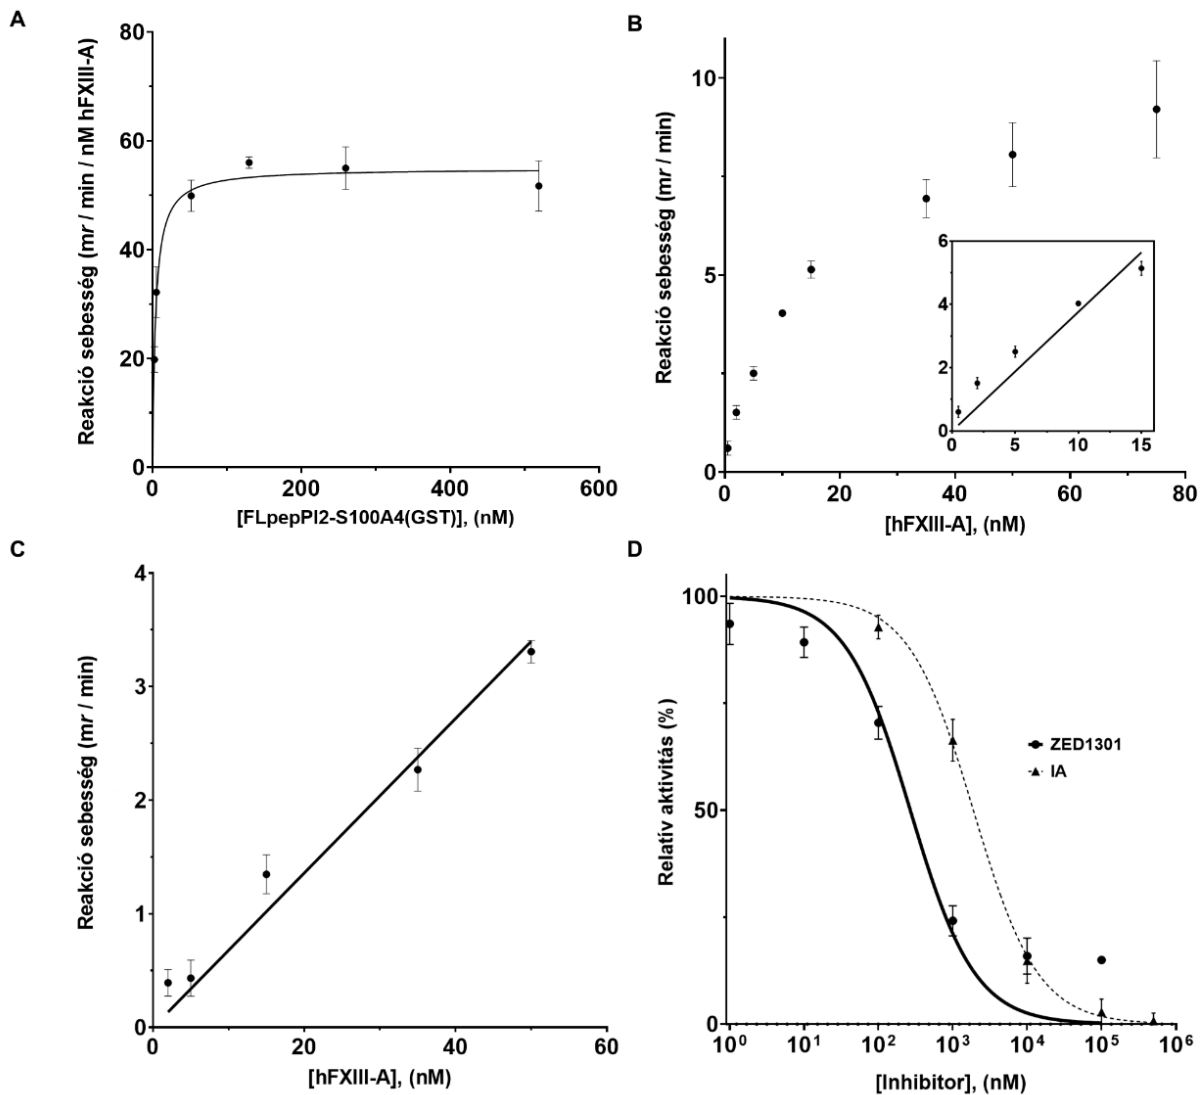 A
Reakció sebesség (mr / min / nM hFXIII-A)
80
60
40
20
0
0 200 400 600
[FLpepPI2-S100A4(GST)], (nM)
B
Reakció sebesség (mr / min)
10
5
0
0 20 40 60 80
[hFXIII-A], (nM)
6
4
2
0
0 5 10 15
C
Reakció sebesség (mr / min)
4
3
2
1
0
0 20 40 60
[hFXIII-A], (nM)
D
Relatív aktivitás (%)
100
50
0
10⁰ 10¹ 10² 10³ 10⁴ 10⁵ 10⁶
[Inhibitor], (nM)
ZED1301
IA